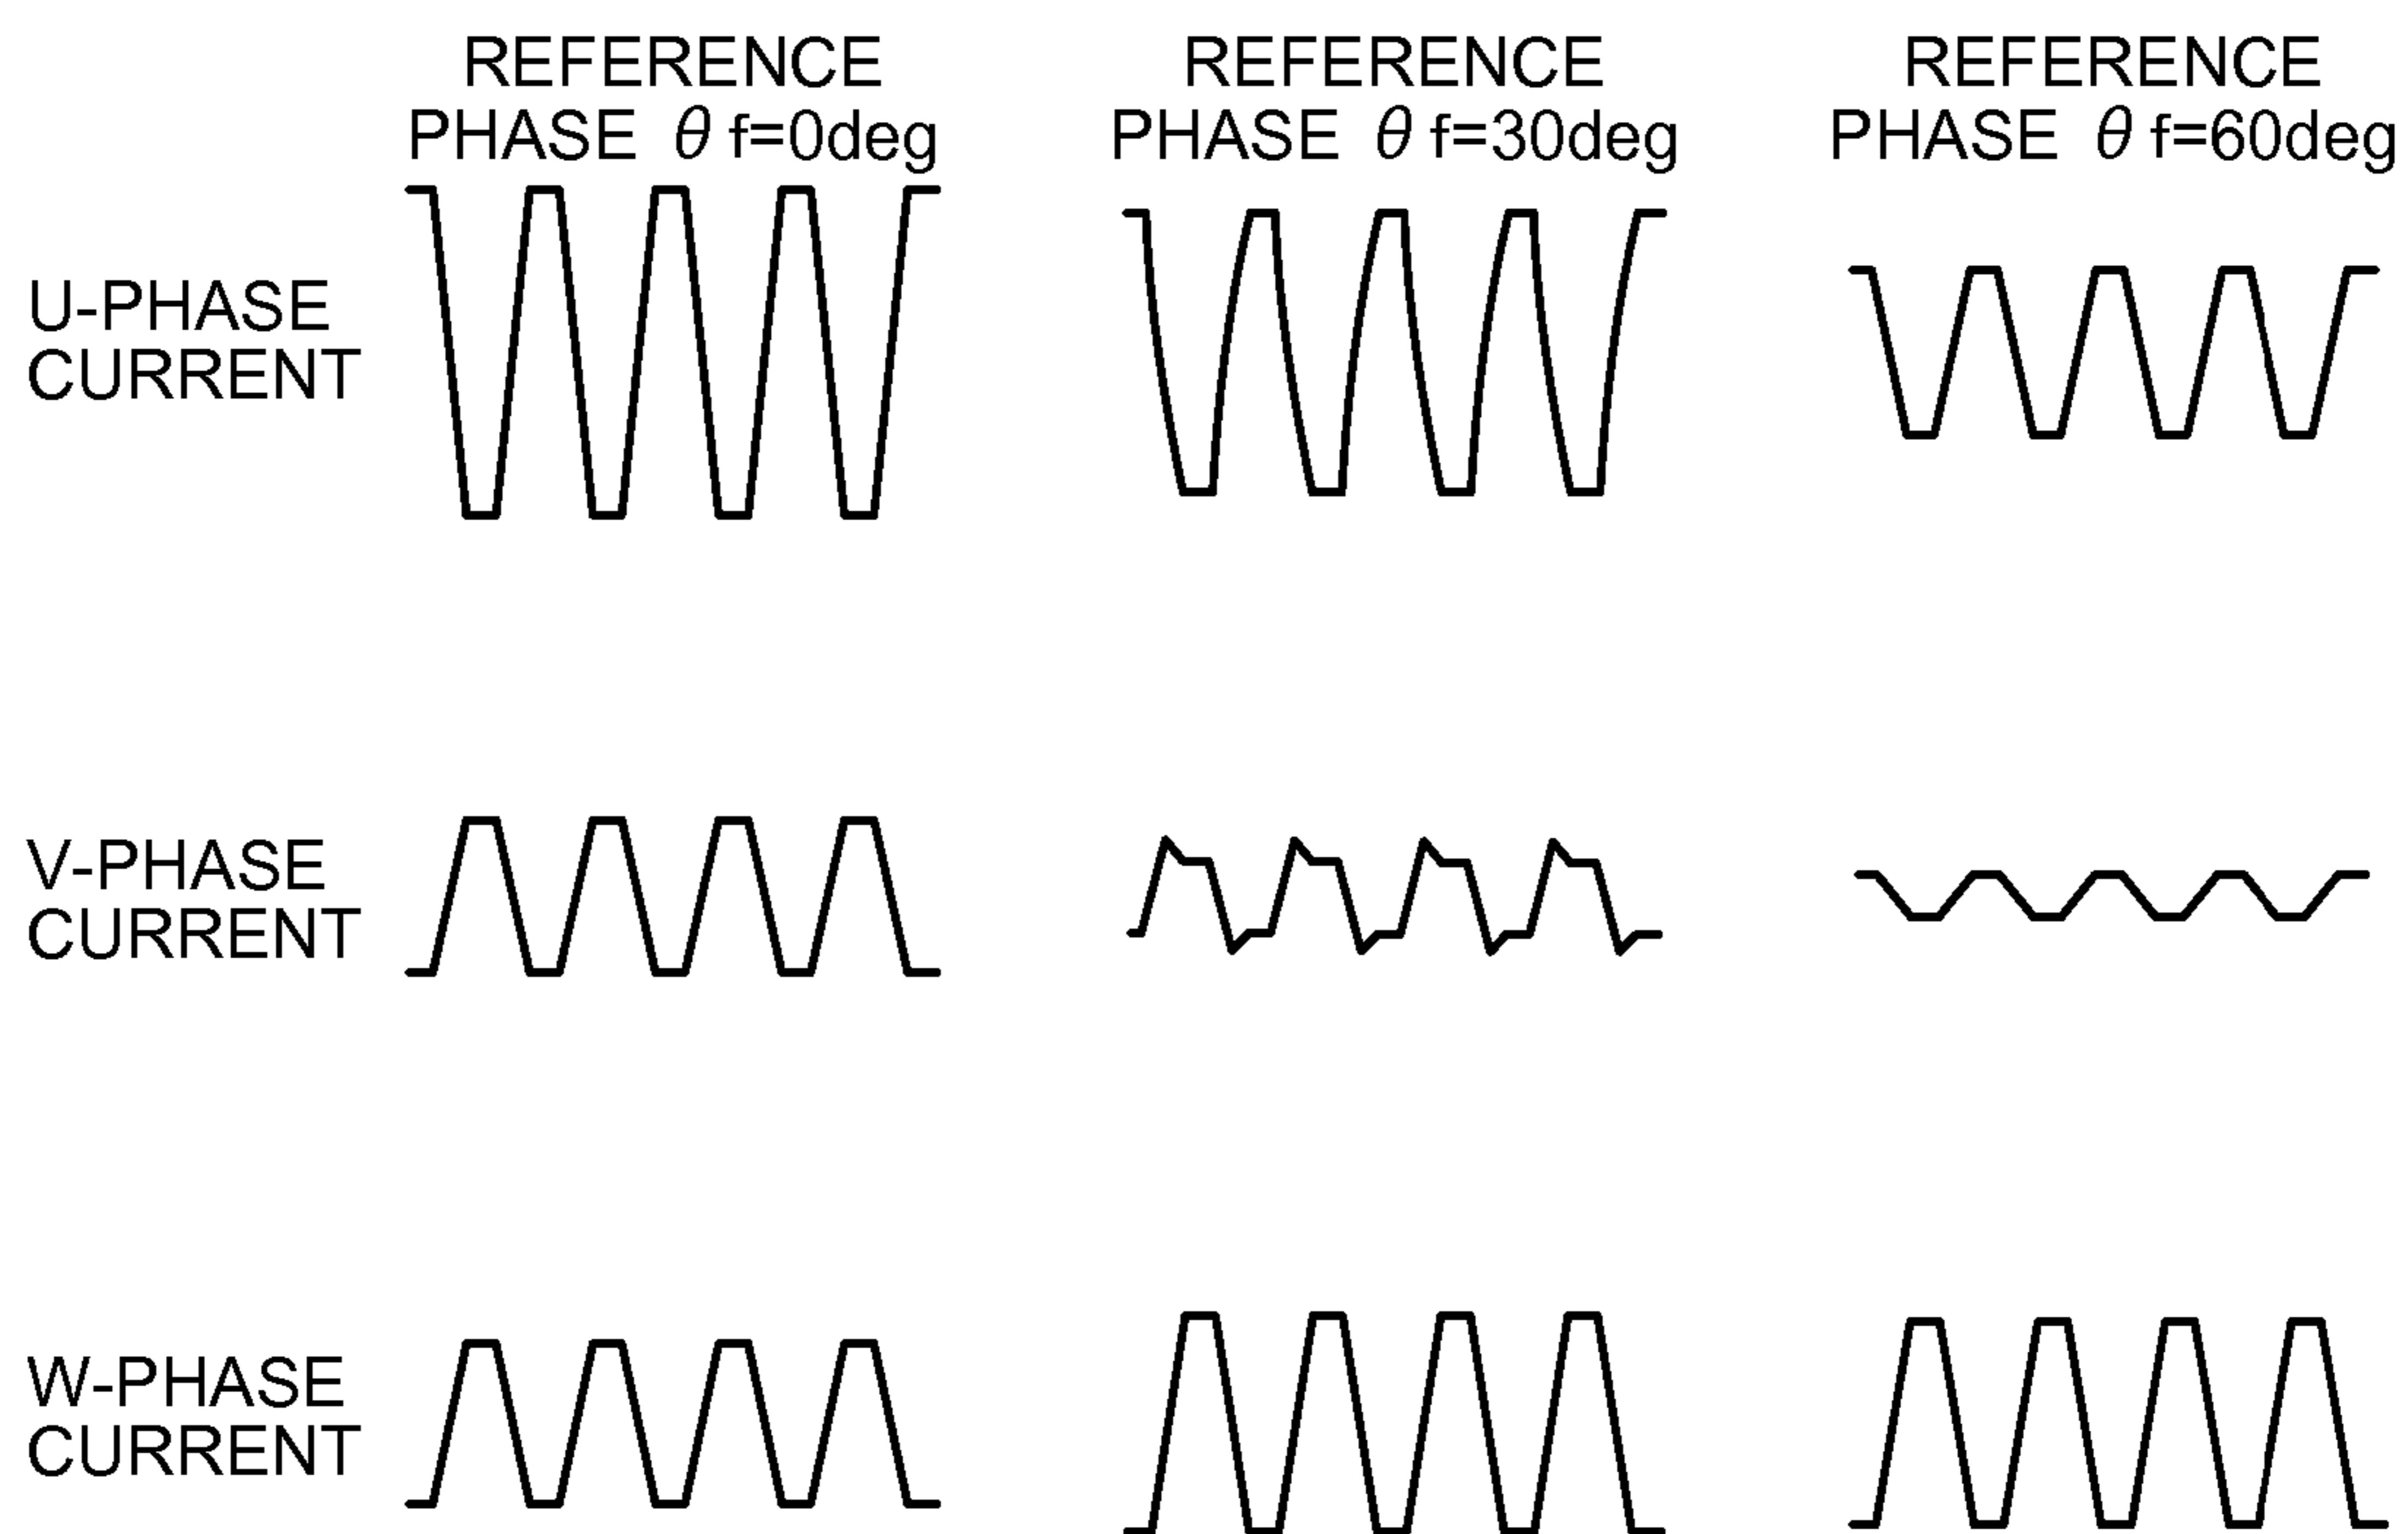 REFERENCE
PHASE θf=0deg
REFERENCE
PHASE θf=30deg
REFERENCE
PHASE θf=60deg
U-PHASE
CURRENT
V-PHASE
CURRENT
W-PHASE
CURRENT